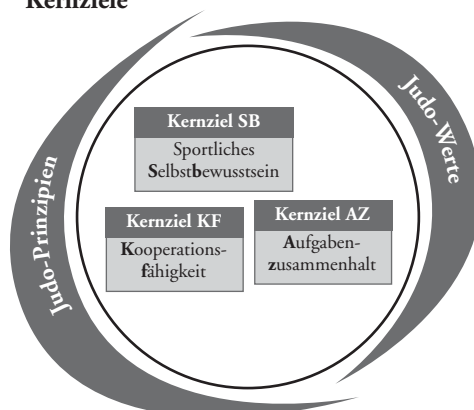 Kernziele
Judo-Werte
Judo-Prinzipien
Kernziel SB
Sportliches
Selbstbewusstsein
Kernziel KF
Kooperations-
fähigkeit
Kernziel AZ
Aufgaben-
zusammenhalt